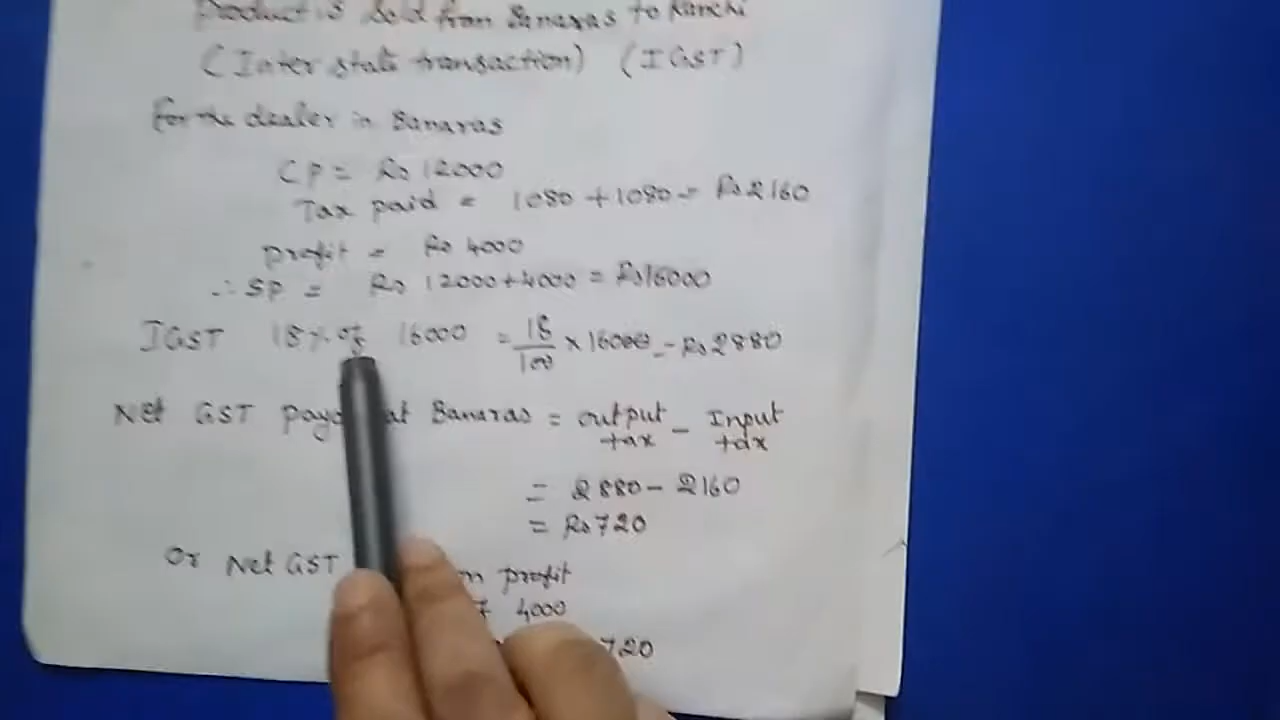 Product is sold from Banaras to Ranchi
(Inter state transaction) (IGST)
For the dealer in Banaras
CP = Rs 12000
Tax paid = 1080 + 1080 = Rs 2160
profit = Rs 4000
∴ SP = Rs 12000 + 4000 = Rs 16000
IGST 18% of 16000 = 18/100 × 16000 = Rs 2880
Net GST at Banaras = output tax - Input tax
= 2880 - 2160
= Rs 720
Or Net GST profit
4000
720